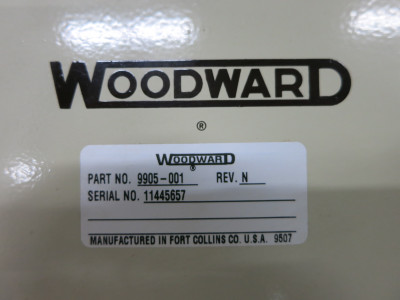 WOODWARD
®
WOODWARD
®
PART NO. 9905-001 REV. N
SERIAL NO. 11445657
MANUFACTURED IN FORT COLLINS CO. U.S.A. 9507